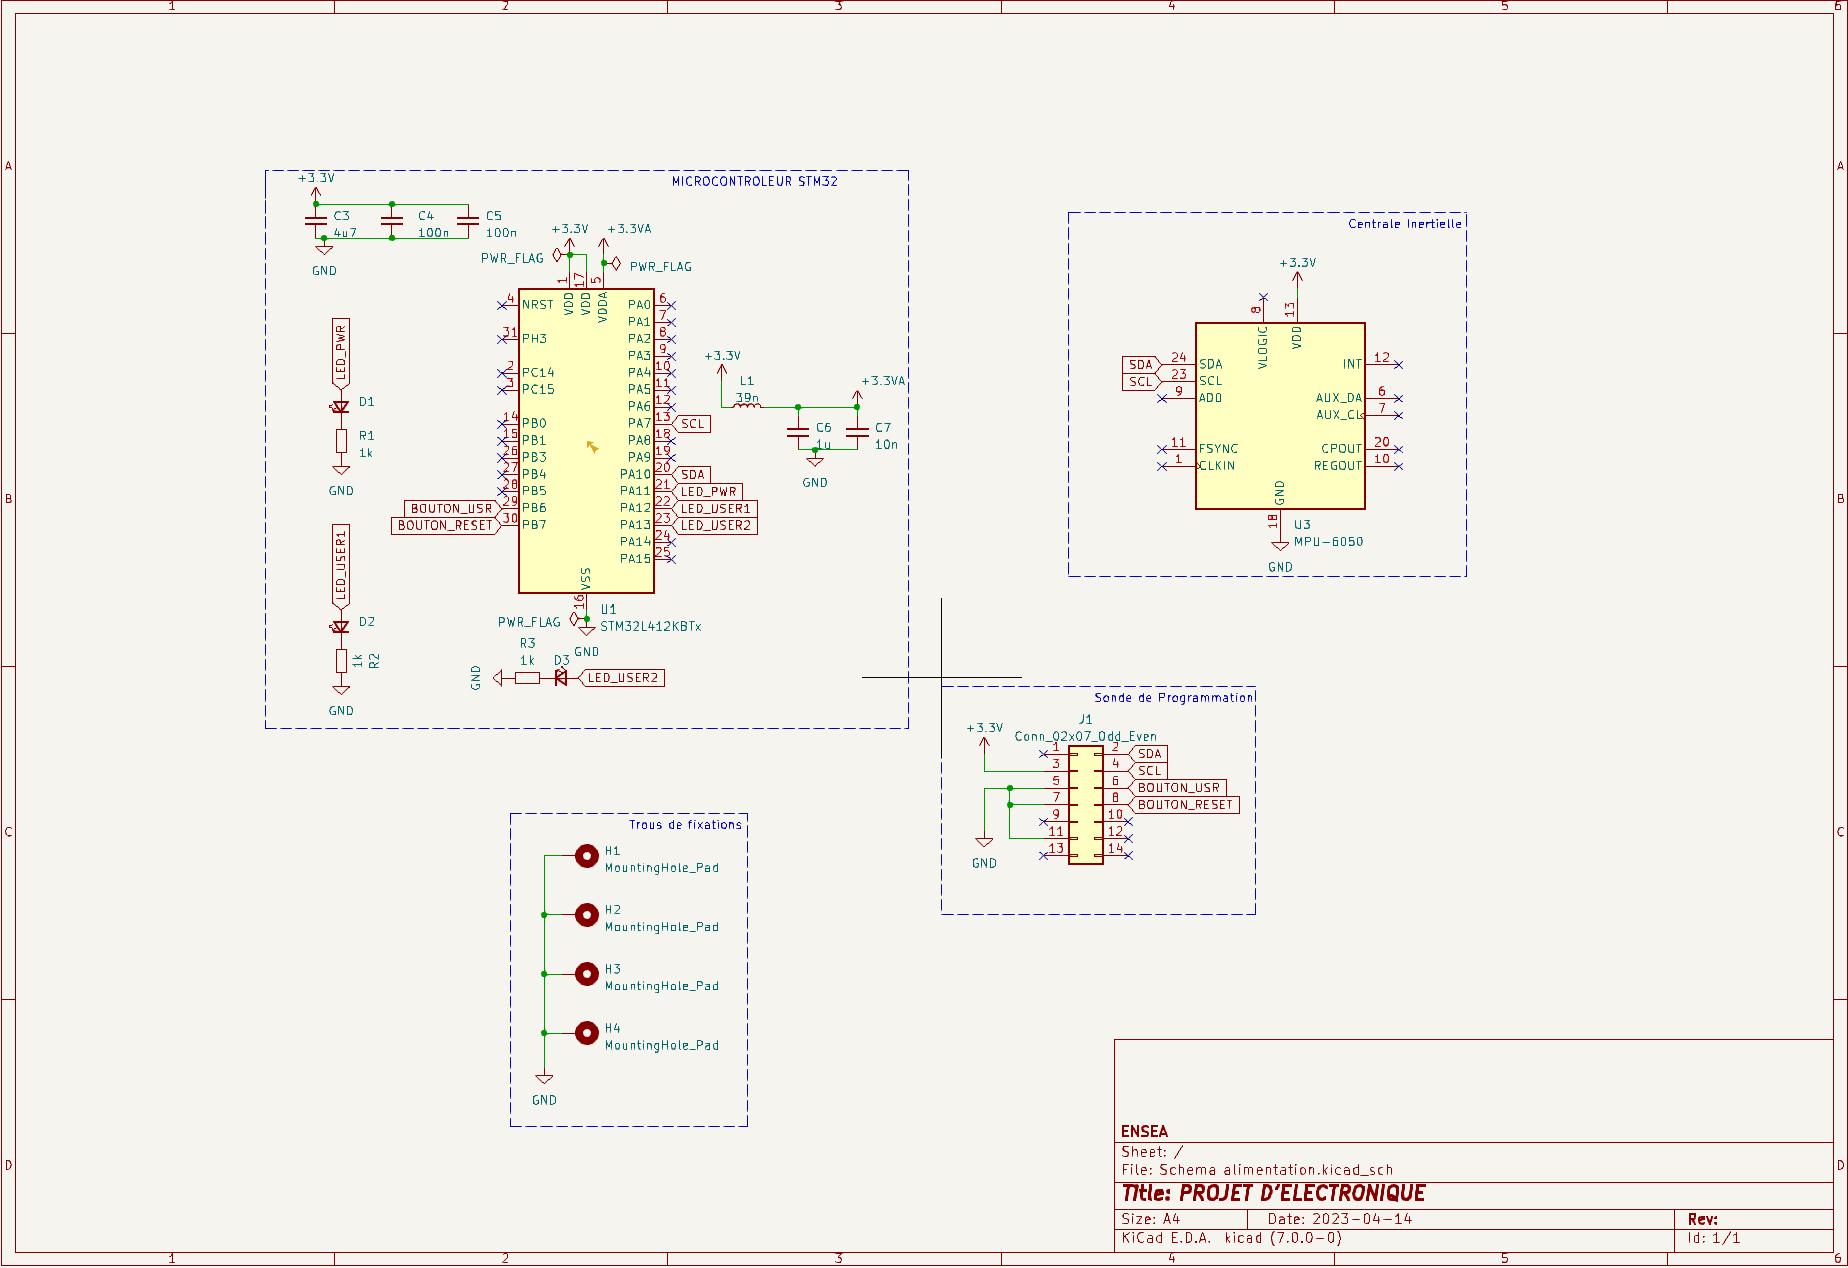 1
2
3
4
5
6
A
B
C
D
MICROCONTROLEUR STM32
+3.3V
C3
4u7
C4
100n
C5
100n
GND
+3.3V
+3.3VA
PWR_FLAG
PWR_FLAG
1
17
5
VDD
VDD
VDDA
4 NRST
31 PH3
2 PC14
3 PC15
14 PB0
15 PB1
26 PB3
27 PB4
28 PB5
BOUTON_USR 29 PB6
BOUTON_RESET 30 PB7
PA0 6
PA1 7
PA2 8
PA3 9
PA4 10
PA5 11
PA6 12
PA7 13 SCL
PA8 18
PA9 19
PA10 20 SDA
PA11 21 LED_PWR
PA12 22 LED_USER1
PA13 23 LED_USER2
PA14 24
PA15 25
VSS
16
U1
STM32L412KBTx
PWR_FLAG
GND
LED_PWR
D1
R1
1k
GND
LED_USER1
D2
1k
R2
GND
R3
1k
D3
GND
LED_USER2
+3.3V
L1
39n
+3.3VA
C6
1u
C7
10n
GND
Centrale Inertielle
+3.3V
8
13
VLOGIC
VDD
SDA 24 SDA
SCL 23 SCL
9 AD0
11 FSYNC
1 CLKIN
INT 12
AUX_DA 6
AUX_CL 7
CPOUT 20
REGOUT 10
GND
18
U3
MPU-6050
GND
Sonde de Programmation
J1
Conn_02x07_Odd_Even
+3.3V
1 2 SDA
3 4 SCL
5 6 BOUTON_USR
7 8 BOUTON_RESET
9 10
11 12
13 14
GND
Trous de fixations
H1
MountingHole_Pad
H2
MountingHole_Pad
H3
MountingHole_Pad
H4
MountingHole_Pad
GND
ENSEA
Sheet: /
File: Schema alimentation.kicad_sch
Title: PROJET D'ELECTRONIQUE
Size: A4
Date: 2023-04-14
Rev:
KiCad E.D.A. kicad (7.0.0-0)
Id: 1/1
A
B
C
D
1
2
3
4
5
6